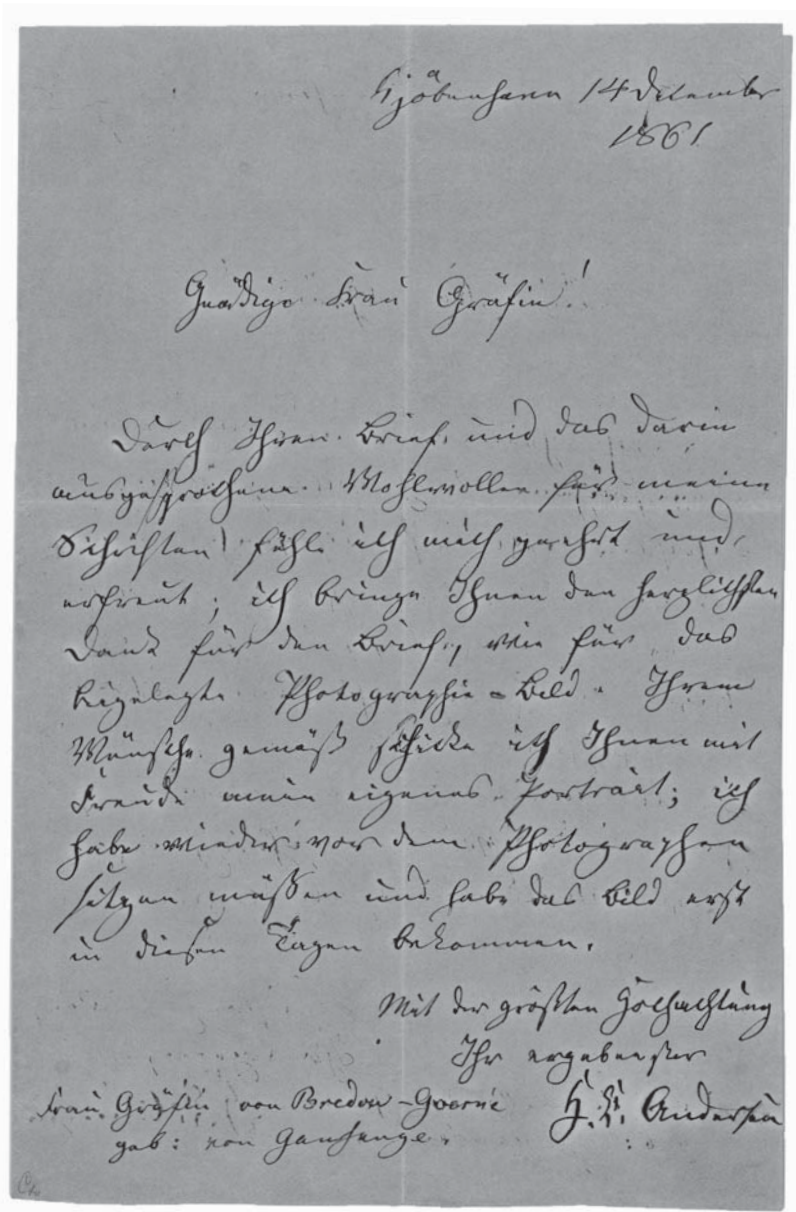 Kjöbenhavn 14 December
1861.
Gnädige Frau Gräfin!
Durch Ihren Brief und das darin
ausgesprochene Wohlwollen für meine
Schriften fühle ich mich geehrt und
erfreut; ich bringe Ihnen den herzlichsten
Dank für den Brief, wie für das
beigelegte Photographie-Bild. Ihrem
Wunsche gemäß schicke ich Ihnen mit
Freude mein eigenes Portrait; ich
habe wieder vor dem Photographen
sitzen müssen und habe das Bild erst
in diesen Tagen bekommen.
Mit der größten Hochachtung
Ihr ergebenster
H. C. Andersen
Frau Gräfin von Bredow-Goerne
geb: von